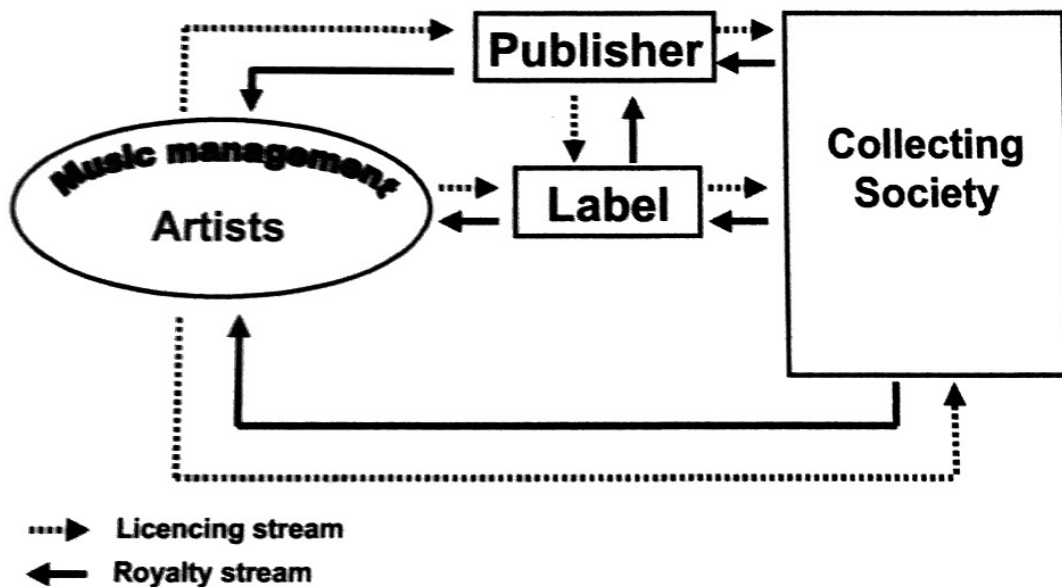 Publisher
Collecting
Society
Music management
Artists
Label
Licencing stream
Royalty stream